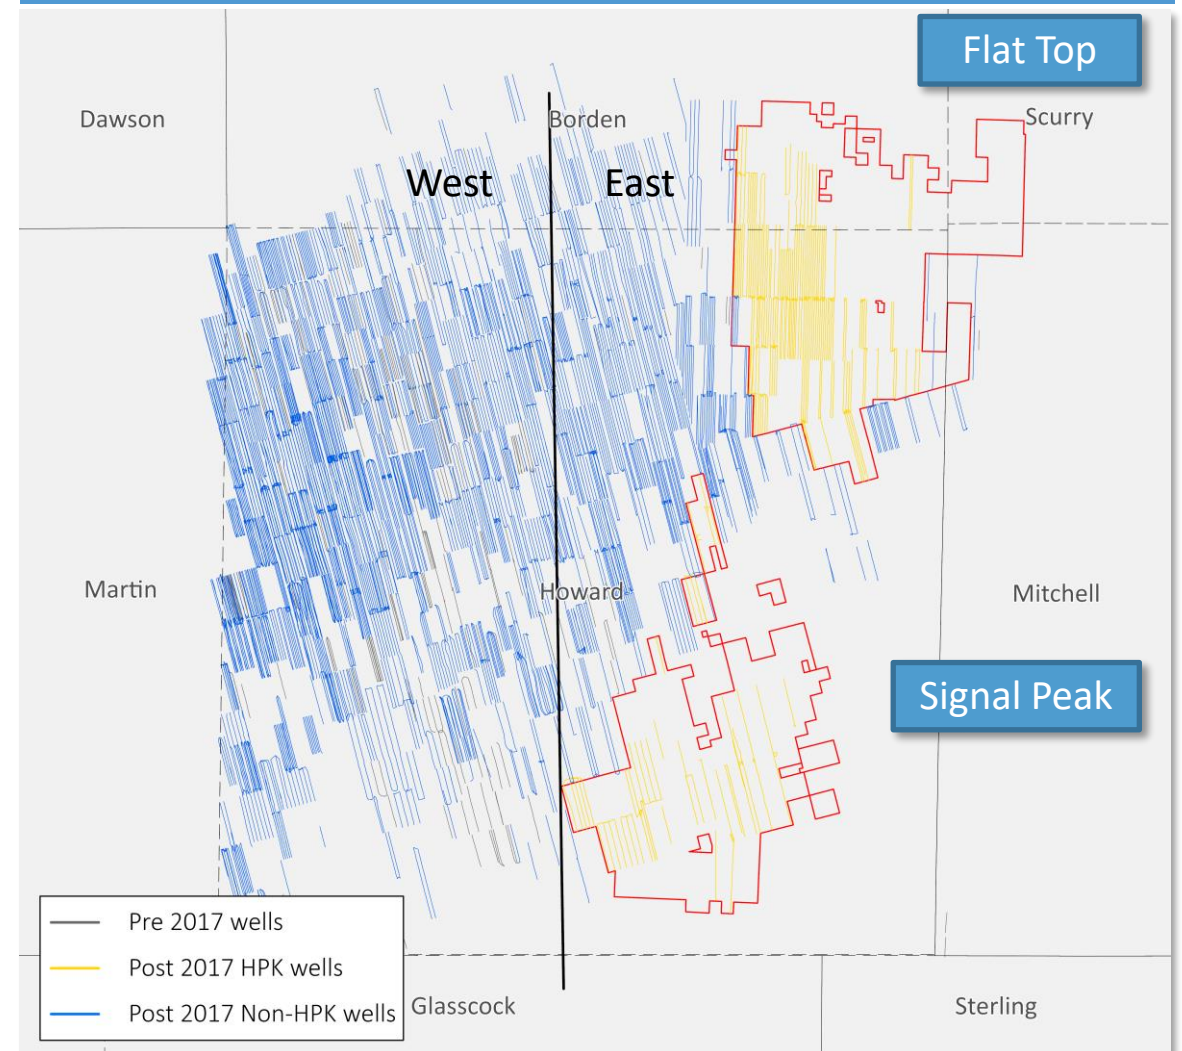 Flat Top
Dawson
Borden
Scurry
West
East
Martin
Howard
Mitchell
Signal Peak
Pre 2017 wells
Post 2017 HPK wells
Post 2017 Non-HPK wells
Glasscock
Sterling